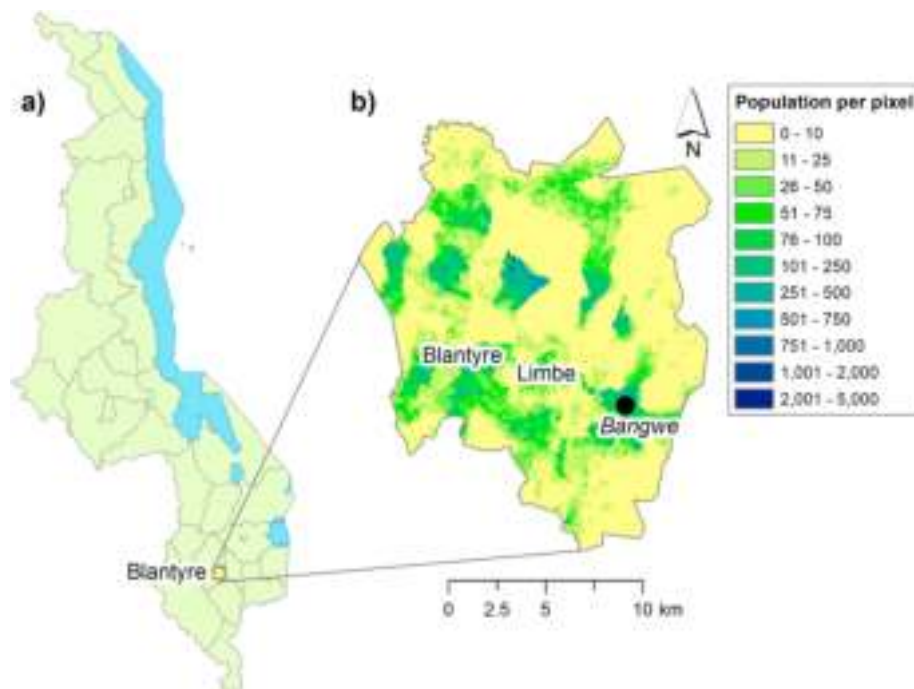 a)
b)
N
Population per pixel
0 - 10
11 - 25
26 - 50
51 - 75
76 - 100
101 - 250
251 - 500
501 - 750
751 - 1,000
1,001 - 2,000
2,001 - 5,000
Blantyre
Limbe
Bangwe
Blantyre
0 2.5 5 10 km